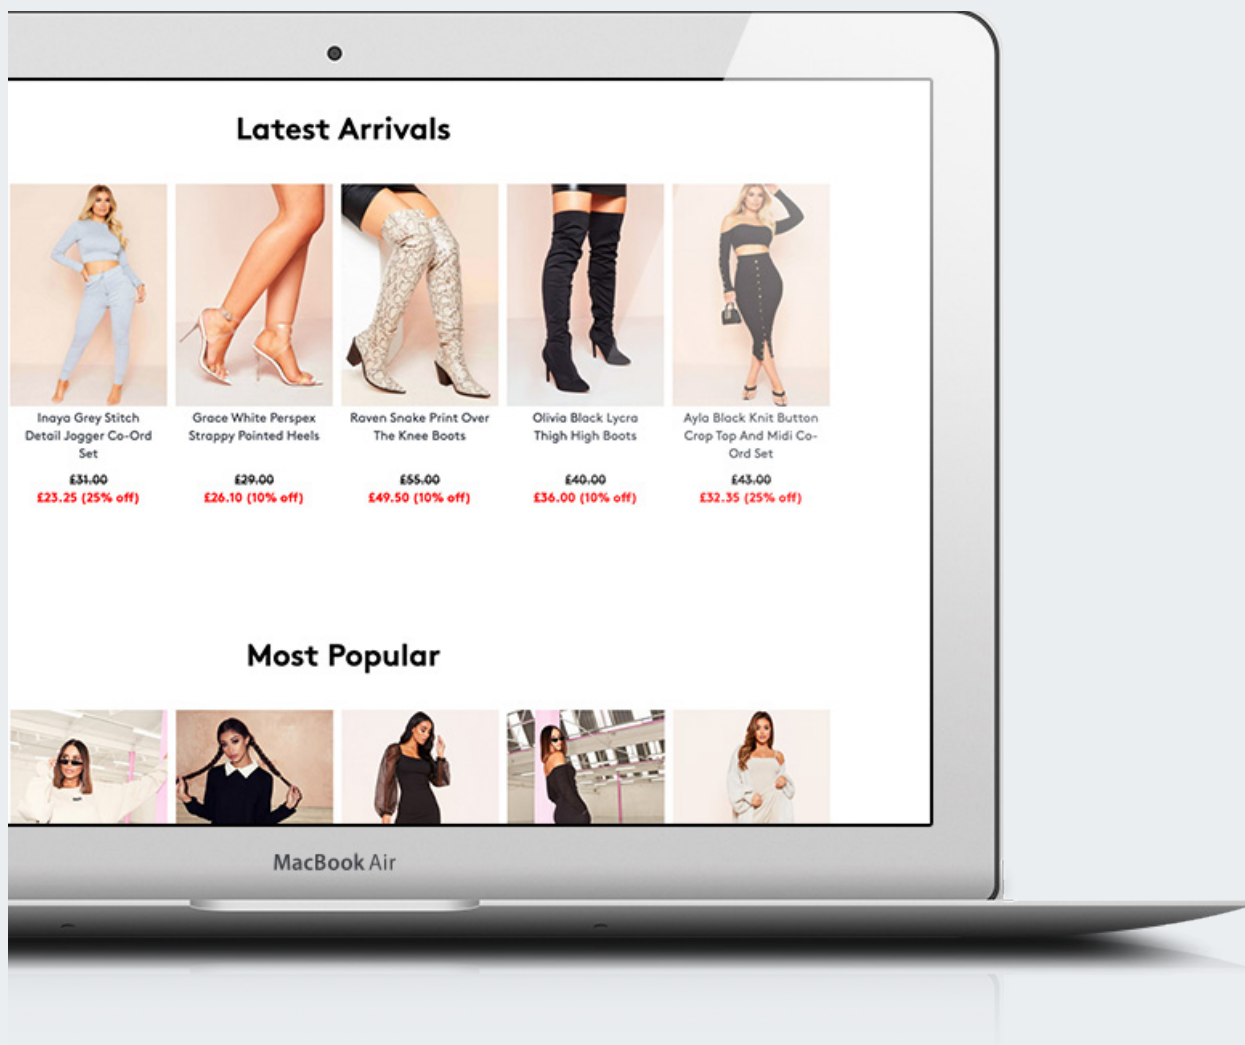 Latest Arrivals
Inaya Grey Stitch
Detail Jogger Co-Ord
Set
£31.00
£23.25 (25% off)
Grace White Perspex
Strappy Pointed Heels
£29.00
£26.10 (10% off)
Raven Snake Print Over
The Knee Boots
£55.00
£49.50 (10% off)
Olivia Black Lycra
Thigh High Boots
£40.00
£36.00 (10% off)
Ayla Black Knit Button
Crop Top And Midi Co-
Ord Set
£43.00
£32.35 (25% off)
Most Popular
MacBook Air